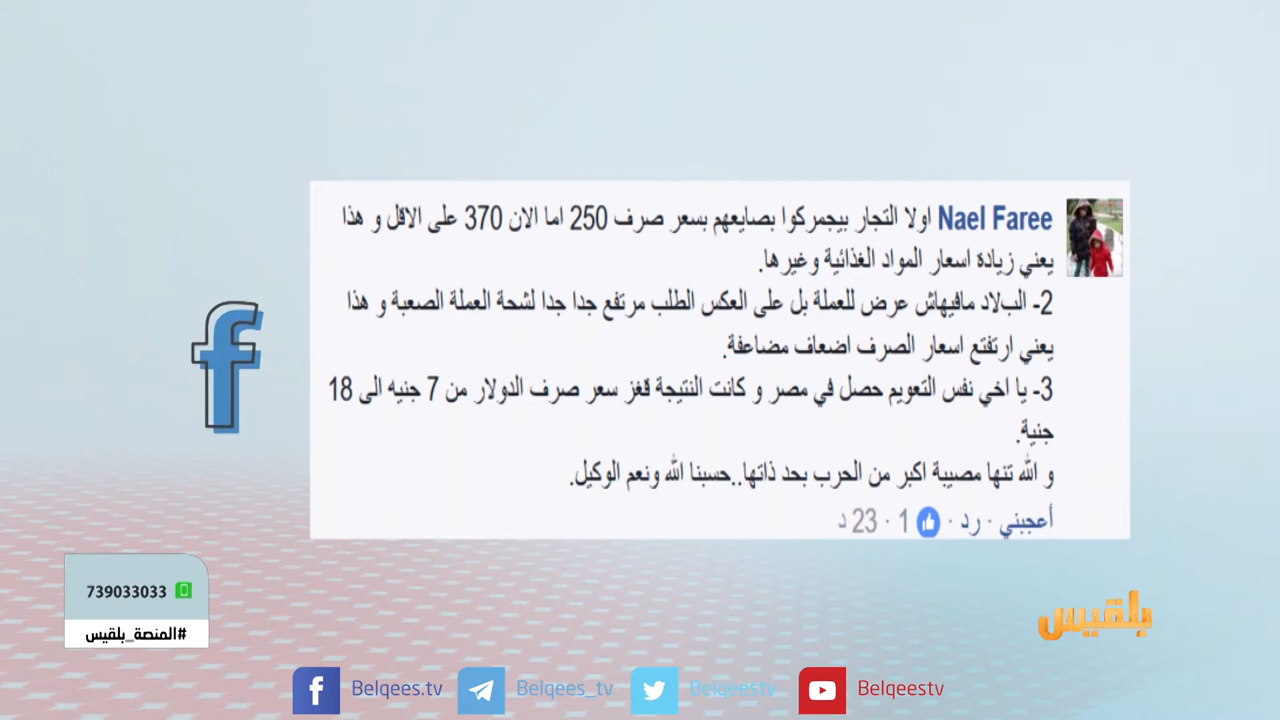 Nael Faree اولا التجار بيجمركوا بصايعهم بسعر صرف 250 اما الان 370 على الاقل و هذا
يعني زيادة اسعار المواد الغذائية وغيرها.
2- البلاد مافيهاش عرض للعملة بل على العكس الطلب مرتفع جدا جدا لشحة العملة الصعبة و هذا
يعني ارتفتع اسعار الصرف اضعاف مضاعفة.
3- يا اخي نفس التعويم حصل في مصر و كانت النتيجة قغز سعر صرف الدولار من 7 جنيه الى 18
جنية.
و الله تنها مصيبة اكبر من الحرب بحد ذاتها..حسبنا الله ونعم الوكيل.
أعجبني · رد · 1 · 23 د
739033033
#المنصة_بلقيس
بلقيس
Belqees.tv
Belqees_tv
Belqeestv
Belqeestv